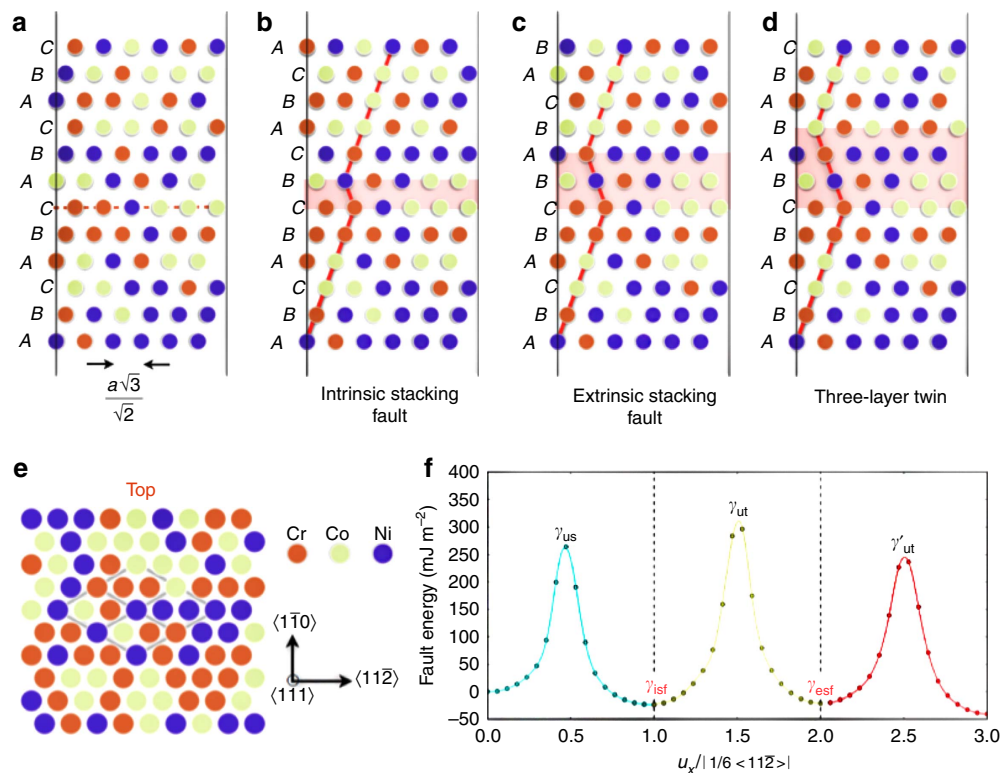 a
C
B
A
C
B
A
C
B
A
C
B
A
a√3
√2
b
A
C
B
A
C
B
C
B
A
C
B
A
Intrinsic stacking
fault
c
B
A
C
B
A
B
C
B
A
C
B
A
Extrinsic stacking
fault
d
C
B
A
C
B
A
B
C
B
A
C
B
A
Three-layer twin
e
Top
Cr Co Ni
⟨11̅0⟩
⟨112̅⟩
⟨111⟩
f
Fault energy (mJ m⁻²)
400
350
300
250
200
150
100
50
0
−50
γus
γut
γ′ut
γisf
γesf
0.0 0.5 1.0 1.5 2.0 2.5 3.0
uₓ/| 1/6 <112̅> |